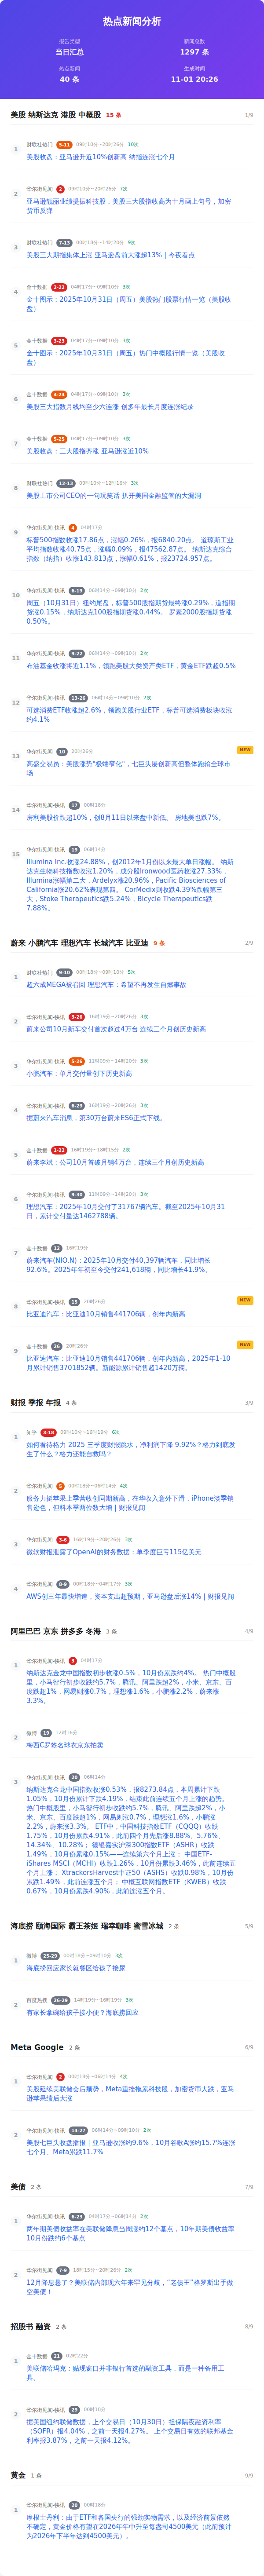 热点新闻分析
报告类型
新闻总数
当日汇总
1297 条
热点新闻
生成时间
40 条
11-01 20:26
美股 纳斯达克 港股 中概股 15 条 1/9
1 财联社热门 5-11 09时10分~20时26分 10次
美股收盘：亚马逊升近10%创新高 纳指连涨七个月
2 华尔街见闻 2 09时10分~20时26分 7次
亚马逊靓丽业绩提振科技股，美股三大股指收高为十月画上句号，加密
货币反弹
3 财联社热门 7-13 00时18分~14时20分 9次
美股三大期指集体上涨 亚马逊盘前大涨超13% | 今夜看点
4 金十数据 2-22 04时17分~09时10分 3次
金十图示：2025年10月31日（周五）美股热门股票行情一览（美股收
盘）
5 金十数据 3-23 04时17分~09时10分 3次
金十图示：2025年10月31日（周五）热门中概股行情一览（美股收
盘）
6 金十数据 4-24 04时17分~09时10分 3次
美股三大指数月线均至少六连涨 创多年最长月度连涨纪录
7 金十数据 5-25 04时17分~09时10分 3次
美股收盘：三大股指齐涨 亚马逊涨近10%
8 财联社热门 12-13 09时10分~12时16分 3次
美股上市公司CEO的一句玩笑话 扒开美国金融监管的大漏洞
9 华尔街见闻-快讯 4 04时17分
标普500指数收涨17.86点，涨幅0.26%，报6840.20点。 道琼斯工业
平均指数收涨40.75点，涨幅0.09%，报47562.87点。 纳斯达克综合
指数（纳指）收涨143.813点，涨幅0.61%，报23724.957点。
10 华尔街见闻-快讯 6-19 06时14分~09时10分 2次
周五（10月31日）纽约尾盘，标普500股指期货最终涨0.29%，道指期
货涨0.15%，纳斯达克100股指期货涨0.44%。 罗素2000股指期货涨
0.50%。
11 华尔街见闻-快讯 9-22 06时14分~09时10分 2次
布油基金收涨将近1.1%，领跑美股大类资产类ETF，黄金ETF跌超0.5%
12 华尔街见闻-快讯 13-26 06时14分~09时10分 2次
可选消费ETF收涨超2.6%，领跑美股行业ETF，标普可选消费板块收涨
约4.1%
13 华尔街见闻 10 20时26分 NEW
高盛交易员：美股涨势“极端窄化”，七巨头屡创新高但整体跑输全球市
场
14 华尔街见闻-快讯 17 00时18分
房利美股价跌超10%，创8月11日以来盘中新低。 房地美也跌7%。
15 华尔街见闻-快讯 19 06时14分
Illumina Inc.收涨24.88%，创2012年1月份以来最大单日涨幅。 纳斯
达克生物科技指数收涨1.20%，成分股Ironwood医药收涨27.33%，
Illumina涨幅第二大，Ardelyx涨20.96%，Pacific Biosciences of
California涨20.62%表现第四。 CorMedix则收跌4.39%跌幅第三
大，Stoke Therapeutics跌5.24%，Bicycle Therapeutics跌
7.88%。
蔚来 小鹏汽车 理想汽车 长城汽车 比亚迪 9 条 2/9
1 财联社热门 9-10 00时18分~09时10分 5次
超六成MEGA被召回 理想汽车：希望不再发生自燃事故
2 华尔街见闻-快讯 3-26 16时19分~20时26分 3次
蔚来公司10月新车交付首次超过4万台 连续三个月创历史新高
3 华尔街见闻-快讯 5-26 11时09分~14时20分 3次
小鹏汽车：单月交付量创下历史新高
4 华尔街见闻-快讯 6-29 16时19分~20时26分 3次
据蔚来汽车消息，第30万台蔚来ES6正式下线。
5 金十数据 1-22 16时19分~18时15分 2次
蔚来李斌：公司10月首破月销4万台，连续三个月创历史新高
6 华尔街见闻-快讯 9-30 11时09分~14时20分 3次
理想汽车：2025年10月交付了31767辆汽车。截至2025年10月31
日，累计交付量达1462788辆。
7 金十数据 12 16时19分
蔚来汽车(NIO.N)：2025年10月交付40,397辆汽车，同比增长
92.6%。2025年年初至今交付241,618辆，同比增长41.9%。
8 华尔街见闻-快讯 15 20时26分 NEW
比亚迪汽车：比亚迪10月销售441706辆，创年内新高
9 金十数据 26 20时26分 NEW
比亚迪汽车：比亚迪10月销售441706辆，创年内新高，2025年1-10
月累计销售3701852辆。新能源累计销售超1420万辆。
财报 季报 年报 4 条 3/9
1 知乎 3-18 09时10分~16时19分 6次
如何看待格力 2025 三季度财报跳水，净利润下降 9.92%？格力到底发
生了什么？格力还能自救吗？
2 华尔街见闻 5 00时18分~06时14分 4次
服务力挺苹果上季营收创同期新高，在华收入意外下滑，iPhone淡季销
售逊色，但料本季两位数大增 | 财报见闻
3 华尔街见闻 3-8 16时19分~20时26分 3次
微软财报泄露了OpenAI的财务数据：单季度巨亏115亿美元
4 华尔街见闻 8-9 00时18分~04时17分 3次
AWS创三年最快增速，资本支出超预期，亚马逊盘后涨14% | 财报见闻
阿里巴巴 京东 拼多多 冬海 3 条 4/9
1 华尔街见闻-快讯 3 04时17分
纳斯达克金龙中国指数初步收涨0.5%，10月份累跌约4%。 热门中概股
里，小马智行初步收跌约5.7%，腾讯、阿里跌超2%，小米、京东、百
度跌超1%，网易则涨0.7%，理想涨1.6%，小鹏涨2.2%，蔚来涨
3.3%。
2 微博 19 12时16分
梅西C罗签名球衣京东拍卖
3 华尔街见闻-快讯 20 06时14分
纳斯达克金龙中国指数收涨0.53%，报8273.84点，本周累计下跌
1.05%，10月份累计下跌4.19%，结束此前连续五个月上涨的趋势。
热门中概股里，小马智行初步收跌约5.7%，腾讯、阿里跌超2%，小
米、京东、百度跌超1%，网易则涨0.7%，理想涨1.6%，小鹏涨
2.2%，蔚来涨3.3%。 ETF中，中国科技指数ETF（CQQQ）收跌
1.75%，10月份累跌4.91%，此前四个月先后涨8.88%、5.76%、
14.34%、10.28%； 德银嘉实沪深300指数ETF（ASHR）收跌
1.49%，10月份累涨0.15%——连续第六个月上涨； 中国ETF-
iShares MSCI（MCHI）收跌1.26%，10月份累跌3.46%，此前连续五
个月上涨； XtrackersHarvest中证50（ASHS）收跌0.98%，10月份
累跌1.49%，此前连涨五个月； 中概互联网指数ETF（KWEB）收跌
0.67%，10月份累跌4.90%，此前连涨五个月。
海底捞 颐海国际 霸王茶姬 瑞幸咖啡 蜜雪冰城 2 条 5/9
1 微博 25-29 00时18分~09时10分 3次
海底捞回应家长就餐区给孩子接尿
2 百度热搜 26-29 14时19分~16时19分 3次
有家长拿碗给孩子接小便？海底捞回应
Meta Google 2 条 6/9
1 华尔街见闻 2 00时18分~06时14分 4次
美股延续美联储会后颓势，Meta重挫拖累科技股，加密货币大跌，亚马
逊苹果绩后大涨
2 华尔街见闻-快讯 14-27 06时14分~09时10分 2次
美股七巨头收盘播报｜亚马逊收涨约9.6%，10月谷歌A涨约15.7%连涨
七个月、Meta累跌11.7%
美债 2 条 7/9
1 华尔街见闻-快讯 6-23 04时17分~06时14分 2次
两年期美债收益率在美联储降息当周涨约12个基点，10年期美债收益率
10月份跌约6个基点
2 华尔街见闻 7-9 18时15分~20时26分 2次
12月降息悬了？美联储内部现六年来罕见分歧，“老债王”格罗斯出手做
空美债！
招股书 融资 2 条 8/9
1 金十数据 21 02时22分
美联储哈玛克：贴现窗口并非银行首选的融资工具，而是一种备用工
具。
2 华尔街见闻-快讯 29 00时18分
据美国纽约联储数据，上个交易日（10月30日）担保隔夜融资利率
（SOFR）报4.04%，之前一天报4.27%。 上个交易日有效的联邦基金
利率报3.87%，之前一天报4.12%。
黄金 1 条 9/9
1 华尔街见闻-快讯 20 00时18分
摩根士丹利：由于ETF和各国央行的强劲实物需求，以及经济前景依然
不确定，黄金价格有望在2026年年中升至每盎司4500美元（此前预计
为2026年下半年达到4500美元）。